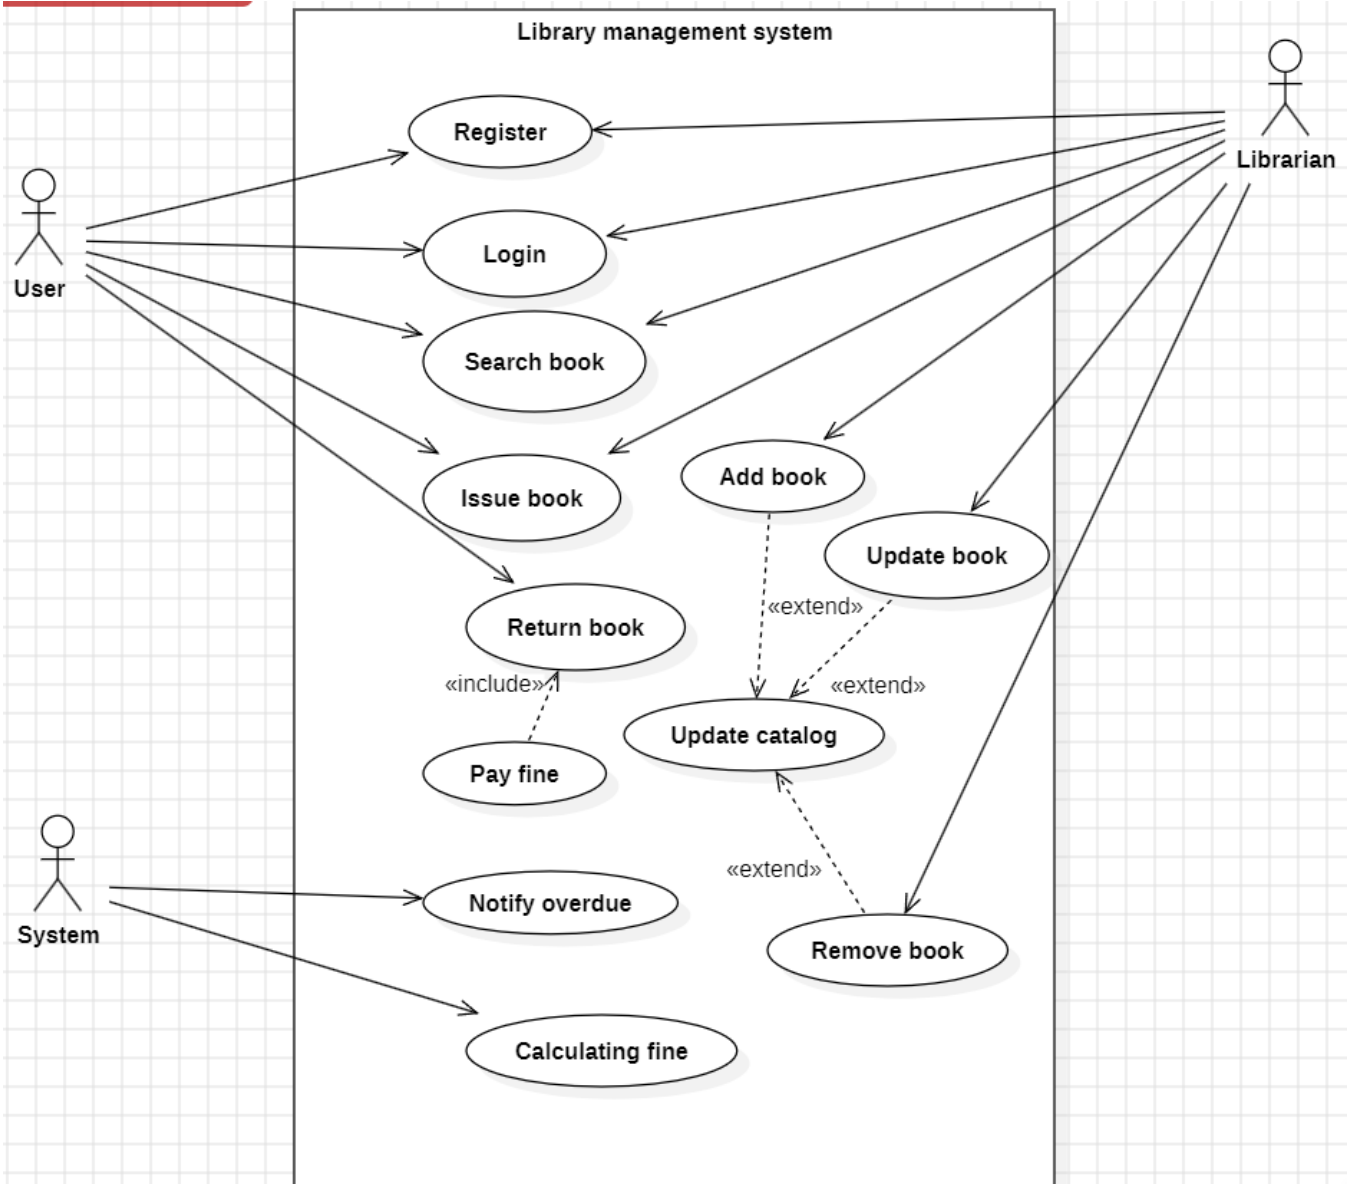 Library management system
Register
Librarian
Login
User
Search book
Issue book
Add book
Update book
«extend»
Return book
«include»
«extend»
Update catalog
Pay fine
«extend»
Notify overdue
System
Remove book
Calculating fine